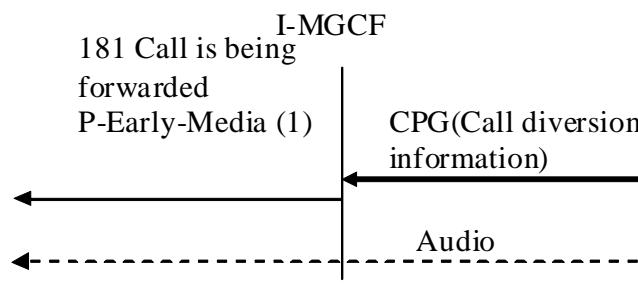 I-MGCF
181 Call is being
forwarded
P-Early-Media (1)
CPG(Call diversion
information)
Audio